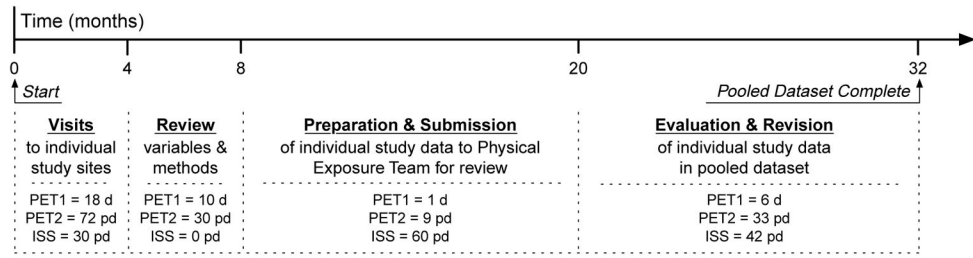 Time (months)
0 4 8 20 32
Start
Pooled Dataset Complete
Visits
to individual
study sites
PET1 = 18 d
PET2 = 72 pd
ISS = 30 pd
Review
variables &
methods
PET1 = 10 d
PET2 = 30 pd
ISS = 0 pd
Preparation & Submission
of individual study data to Physical
Exposure Team for review
PET1 = 1 d
PET2 = 9 pd
ISS = 60 pd
Evaluation & Revision
of individual study data
in pooled dataset
PET1 = 6 d
PET2 = 33 pd
ISS = 42 pd